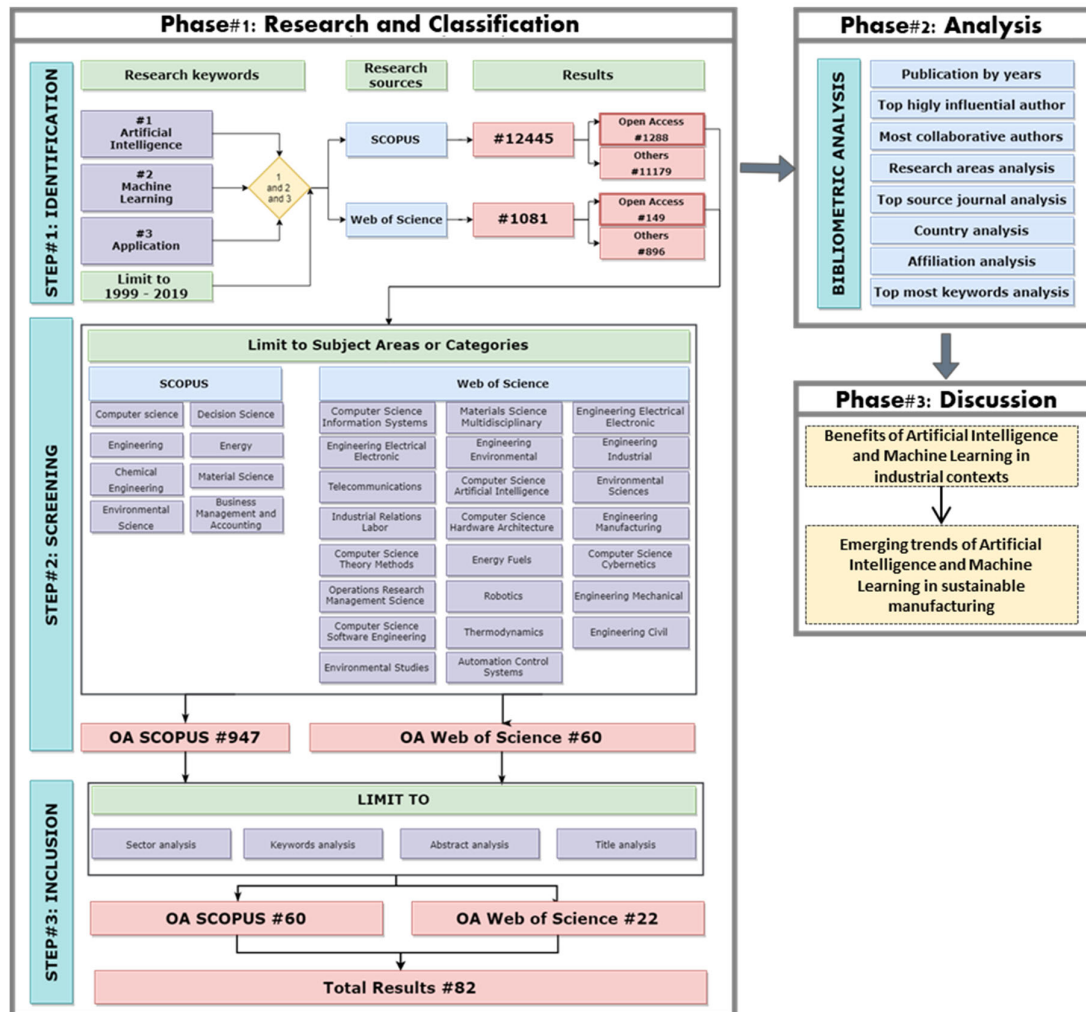 Phase#1: Research and Classification
STEP#1: IDENTIFICATION
Research keywords
Research
sources
Results
#1
Artificial
Intelligence
#2
Machine
Learning
#3
Application
Limit to
1999 - 2019
1
and 2
and 3
SCOPUS
Web of Science
#12445
#1081
Open Access
#1288
Others
#11179
Open Access
#149
Others
#896
STEP#2: SCREENING
Limit to Subject Areas or Categories
SCOPUS
Computer science
Decision Science
Engineering
Energy
Chemical
Engineering
Material Science
Environmental
Science
Business
Management and
Accounting
Web of Science
Computer Science
Information Systems
Materials Science
Multidisciplinary
Engineering Electrical
Electronic
Engineering Electrical
Electronic
Engineering
Environmental
Engineering
Industrial
Telecommunications
Computer Science
Artificial Intelligence
Environmental
Sciences
Industrial Relations
Labor
Computer Science
Hardware Architecture
Engineering
Manufacturing
Computer Science
Theory Methods
Energy Fuels
Computer Science
Cybernetics
Operations Research
Management Science
Robotics
Engineering Mechanical
Computer Science
Software Engineering
Thermodynamics
Engineering Civil
Environmental Studies
Automation Control
Systems
OA SCOPUS #947
OA Web of Science #60
STEP#3: INCLUSION
LIMIT TO
Sector analysis
Keywords analysis
Abstract analysis
Title analysis
OA SCOPUS #60
OA Web of Science #22
Total Results #82
Phase#2: Analysis
BIBLIOMETRIC ANALYSIS
Publication by years
Top higly influential author
Most collaborative authors
Research areas analysis
Top source journal analysis
Country analysis
Affiliation analysis
Top most keywords analysis
Phase#3: Discussion
Benefits of Artificial Intelligence
and Machine Learning in
industrial contexts
Emerging trends of Artificial
Intelligence and Machine
Learning in sustainable
manufacturing